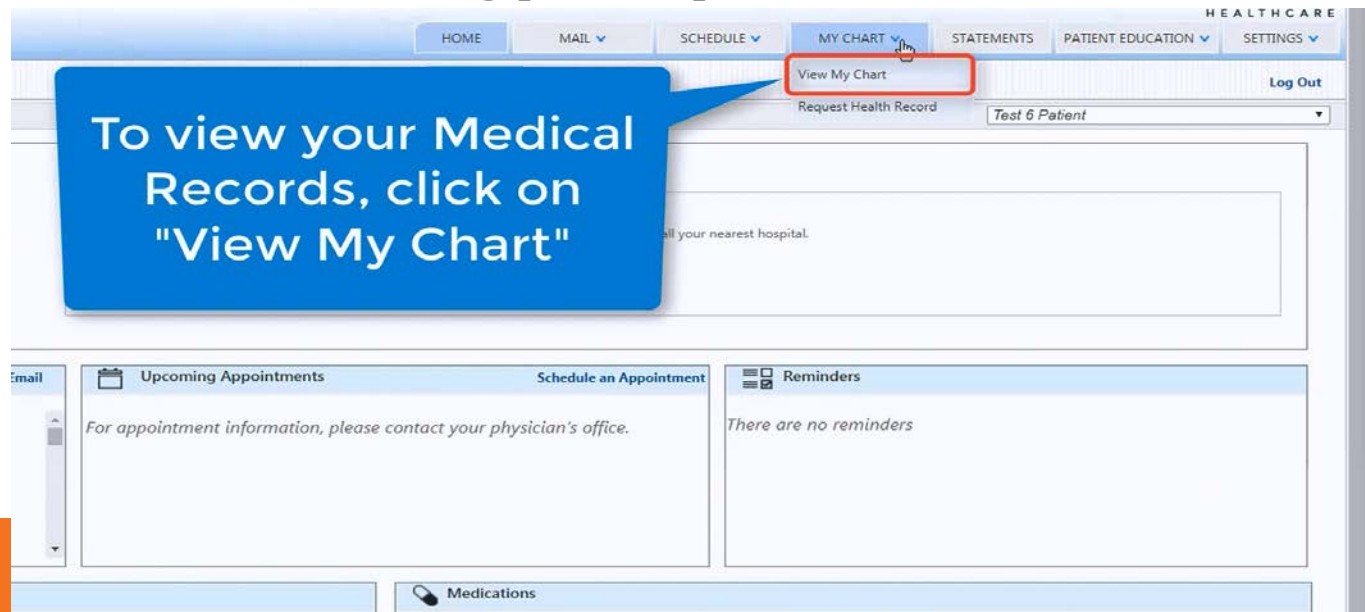 HEALTHCARE
HOME MAIL SCHEDULE MY CHART STATEMENTS PATIENT EDUCATION SETTINGS
View My Chart
Log Out
Request Health Record
Test 6 Patient
To view your Medical
Records, click on
"View My Chart"
all your nearest hospital.
Email
Upcoming Appointments Schedule an Appointment
Reminders
For appointment information, please contact your physician's office.
There are no reminders
Medications